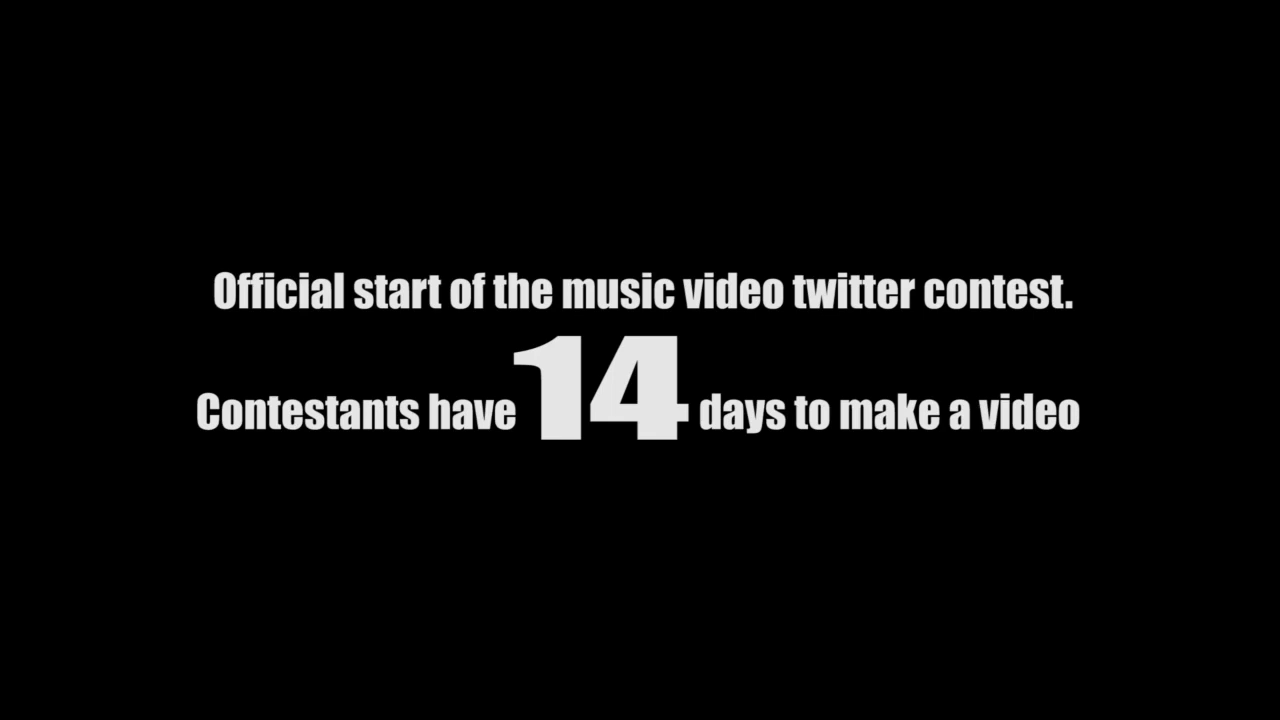 Official start of the music video twitter contest.
Contestants have 14 days to make a video